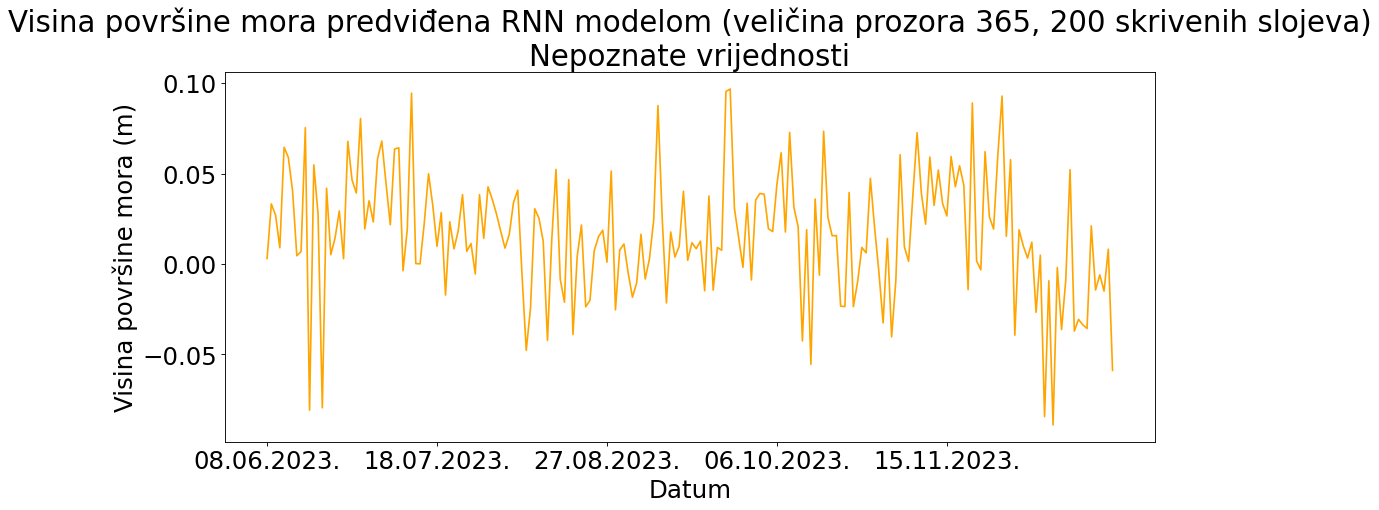 Visina površine mora predviđena RNN modelom (veličina prozora 365, 200 skrivenih slojeva)
Nepoznate vrijednosti
Visina površine mora (m)
0.10
0.05
0.00
−0.05
08.06.2023. 18.07.2023. 27.08.2023. 06.10.2023. 15.11.2023.
Datum